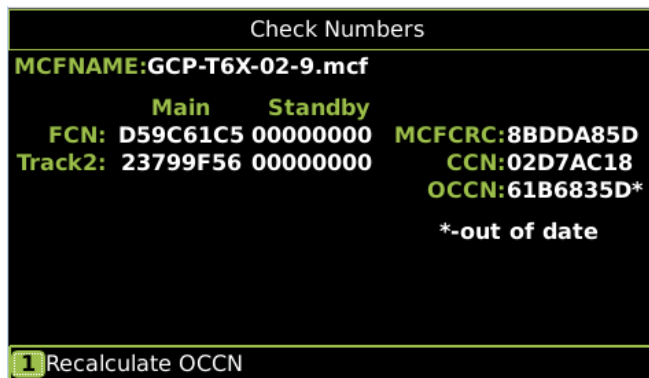 Check Numbers
MCFNAME:GCP-T6X-02-9.mcf
Main Standby
FCN: D59C61C5 00000000 MCFCRC:8BDDA85D
Track2: 23799F56 00000000 CCN:02D7AC18
OCCN:61B6835D*
*-out of date
1 Recalculate OCCN